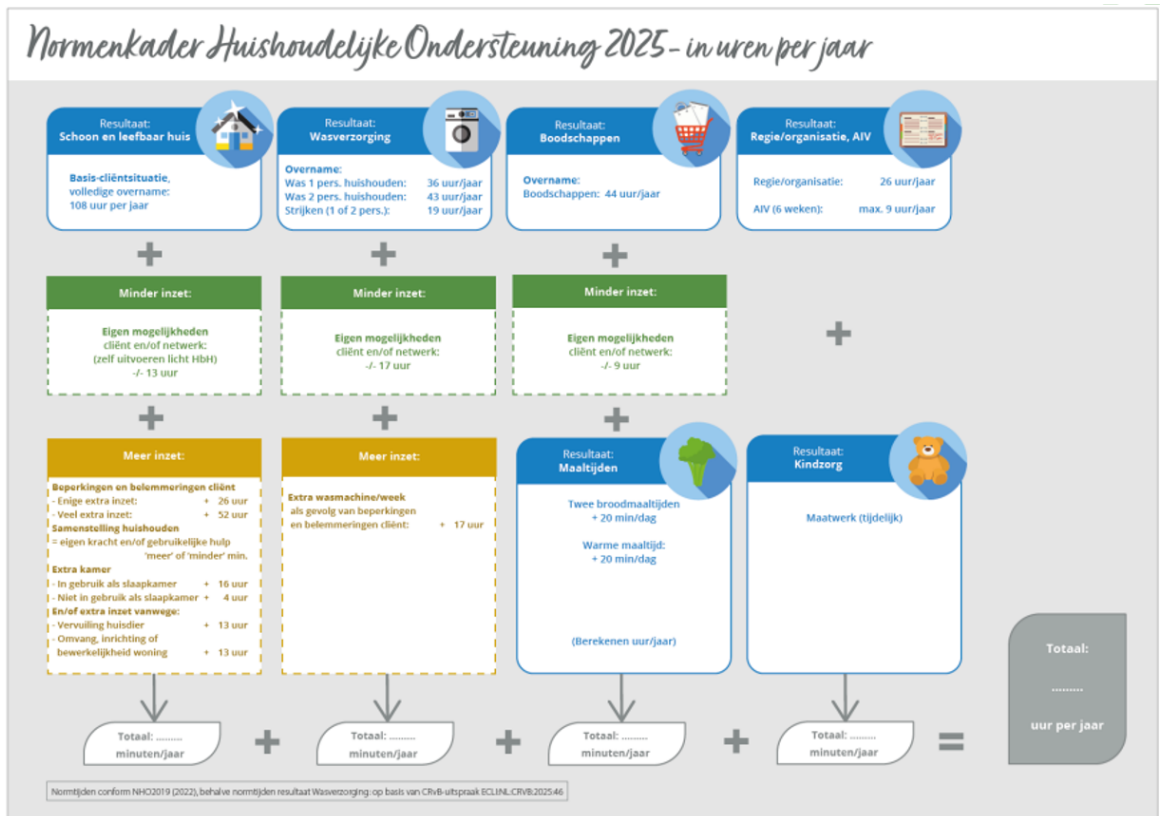 Normenkader Huishoudelijke Ondersteuning 2025 - in uren per jaar
Resultaat:
Schoon en leefbaar huis
Basis-cliëntsituatie,
volledige overname:
108 uur per jaar
Resultaat:
Wasverzorging
Overname:
Was 1 pers. huishouden: 36 uur/jaar
Was 2 pers. huishouden: 43 uur/jaar
Strijken (1 of 2 pers.): 19 uur/jaar
Resultaat:
Boodschappen
Overname:
Boodschappen: 44 uur/jaar
Resultaat:
Regie/organisatie, AIV
Regie/organisatie: 26 uur/jaar
AIV (6 weken): max. 9 uur/jaar
+
+
+
Minder inzet:
Eigen mogelijkheden
cliënt en/of netwerk:
(zelf uitvoeren licht HbH)
-/- 13 uur
Minder inzet:
Eigen mogelijkheden
cliënt en/of netwerk:
-/- 17 uur
Minder inzet:
Eigen mogelijkheden
cliënt en/of netwerk:
-/- 9 uur
+
+
+
+
Meer inzet:
Beperkingen en belemmeringen cliënt
- Enige extra inzet: + 26 uur
- Veel extra inzet: + 52 uur
Samenstelling huishouden
= eigen kracht en/of gebruikelijke hulp
'meer' of 'minder' min.
Extra kamer
- In gebruik als slaapkamer + 16 uur
- Niet in gebruik als slaapkamer + 4 uur
En/of extra inzet vanwege:
- Vervuiling huisdier + 13 uur
- Omvang, inrichting of
bewerkelijkheid woning + 13 uur
Meer inzet:
Extra wasmachine/week
als gevolg van beperkingen
en belemmeringen cliënt: + 17 uur
Resultaat:
Maaltijden
Twee broodmaaltijden
+ 20 min/dag
Warme maaltijd:
+ 20 min/dag
(Berekenen uur/jaar)
Resultaat:
Kindzorg
Maatwerk (tijdelijk)
Totaal: .........
minuten/jaar
+
Totaal: .........
minuten/jaar
+
Totaal: .........
minuten/jaar
+
Totaal: .........
minuten/jaar
=
Totaal:
.........
uur per jaar
Normtijden conform NHO2019 (2022), behalve normtijden resultaat Wasverzorging: op basis van CRvB-uitspraak ECLI:NL:CRVB:2025:46